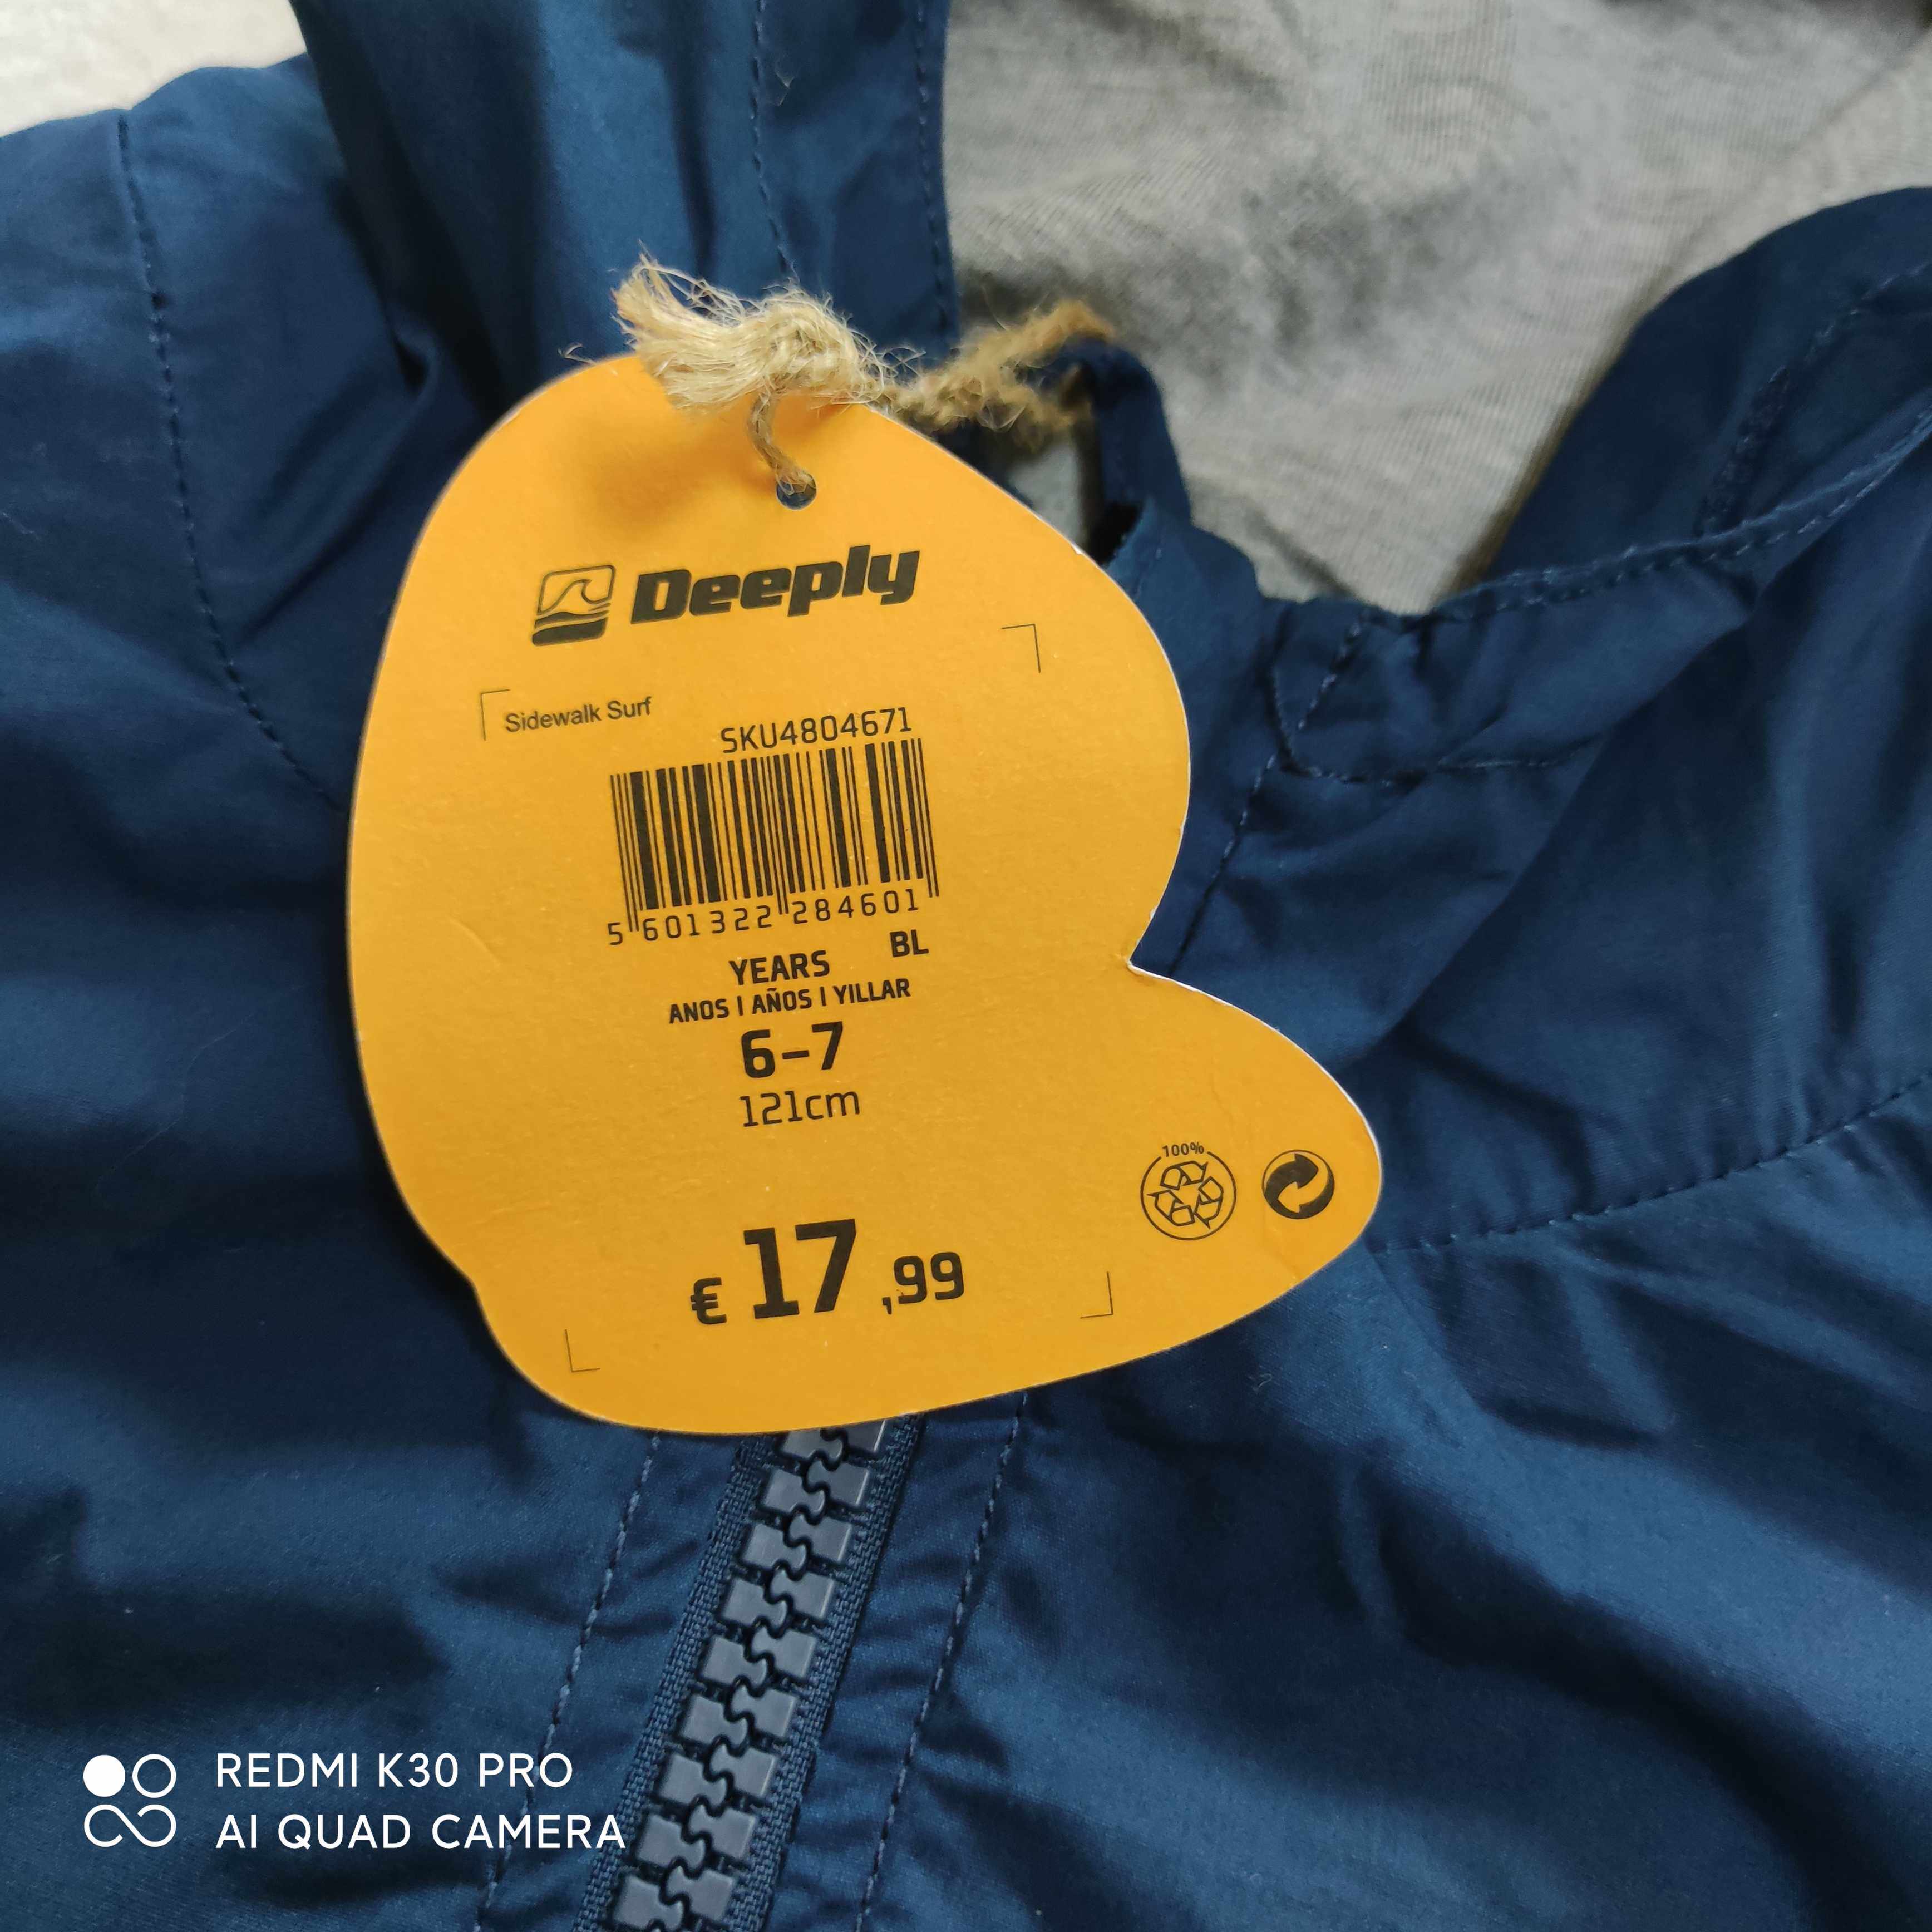 Deeply
Sidewalk Surf
SKU4804671
5 601322 284601
YEARS BL
ANOS | AÑOS | YILLAR
6-7
121cm
100%
€ 17,99
REDMI K30 PRO
AI QUAD CAMERA